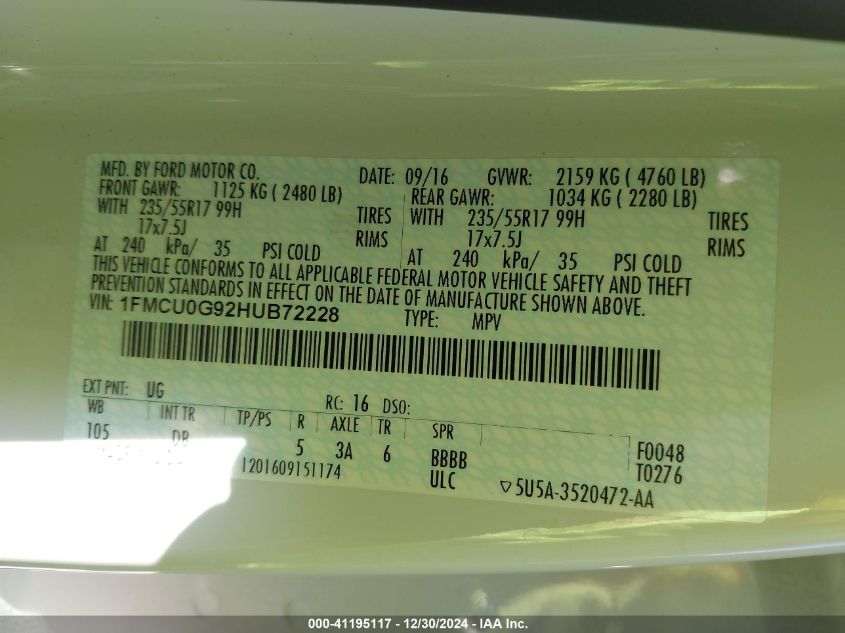 MFD. BY FORD MOTOR CO. DATE: 09/16 GVWR: 2159 KG ( 4760 LB)
FRONT GAWR: 1125 KG ( 2480 LB) REAR GAWR: 1034 KG ( 2280 LB)
WITH 235/55R17 99H TIRES WITH 235/55R17 99H TIRES
17x7.5J RIMS 17x7.5J RIMS
AT 240 kPa/ 35 PSI COLD AT 240 kPa/ 35 PSI COLD
THIS VEHICLE CONFORMS TO ALL APPLICABLE FEDERAL MOTOR VEHICLE SAFETY AND THEFT
PREVENTION STANDARDS IN EFFECT ON THE DATE OF MANUFACTURE SHOWN ABOVE.
VIN: 1FMCU0G92HUB72228 TYPE: MPV
EXT PNT: UG RC: 16 DSO:
WB INT TR TP/PS R AXLE TR SPR
105 DB 5 3A 6 BBBB F0048
1201609151174 ULC T0276
▽5U5A-3520472-AA
000-41195117 - 12/30/2024 - IAA Inc.